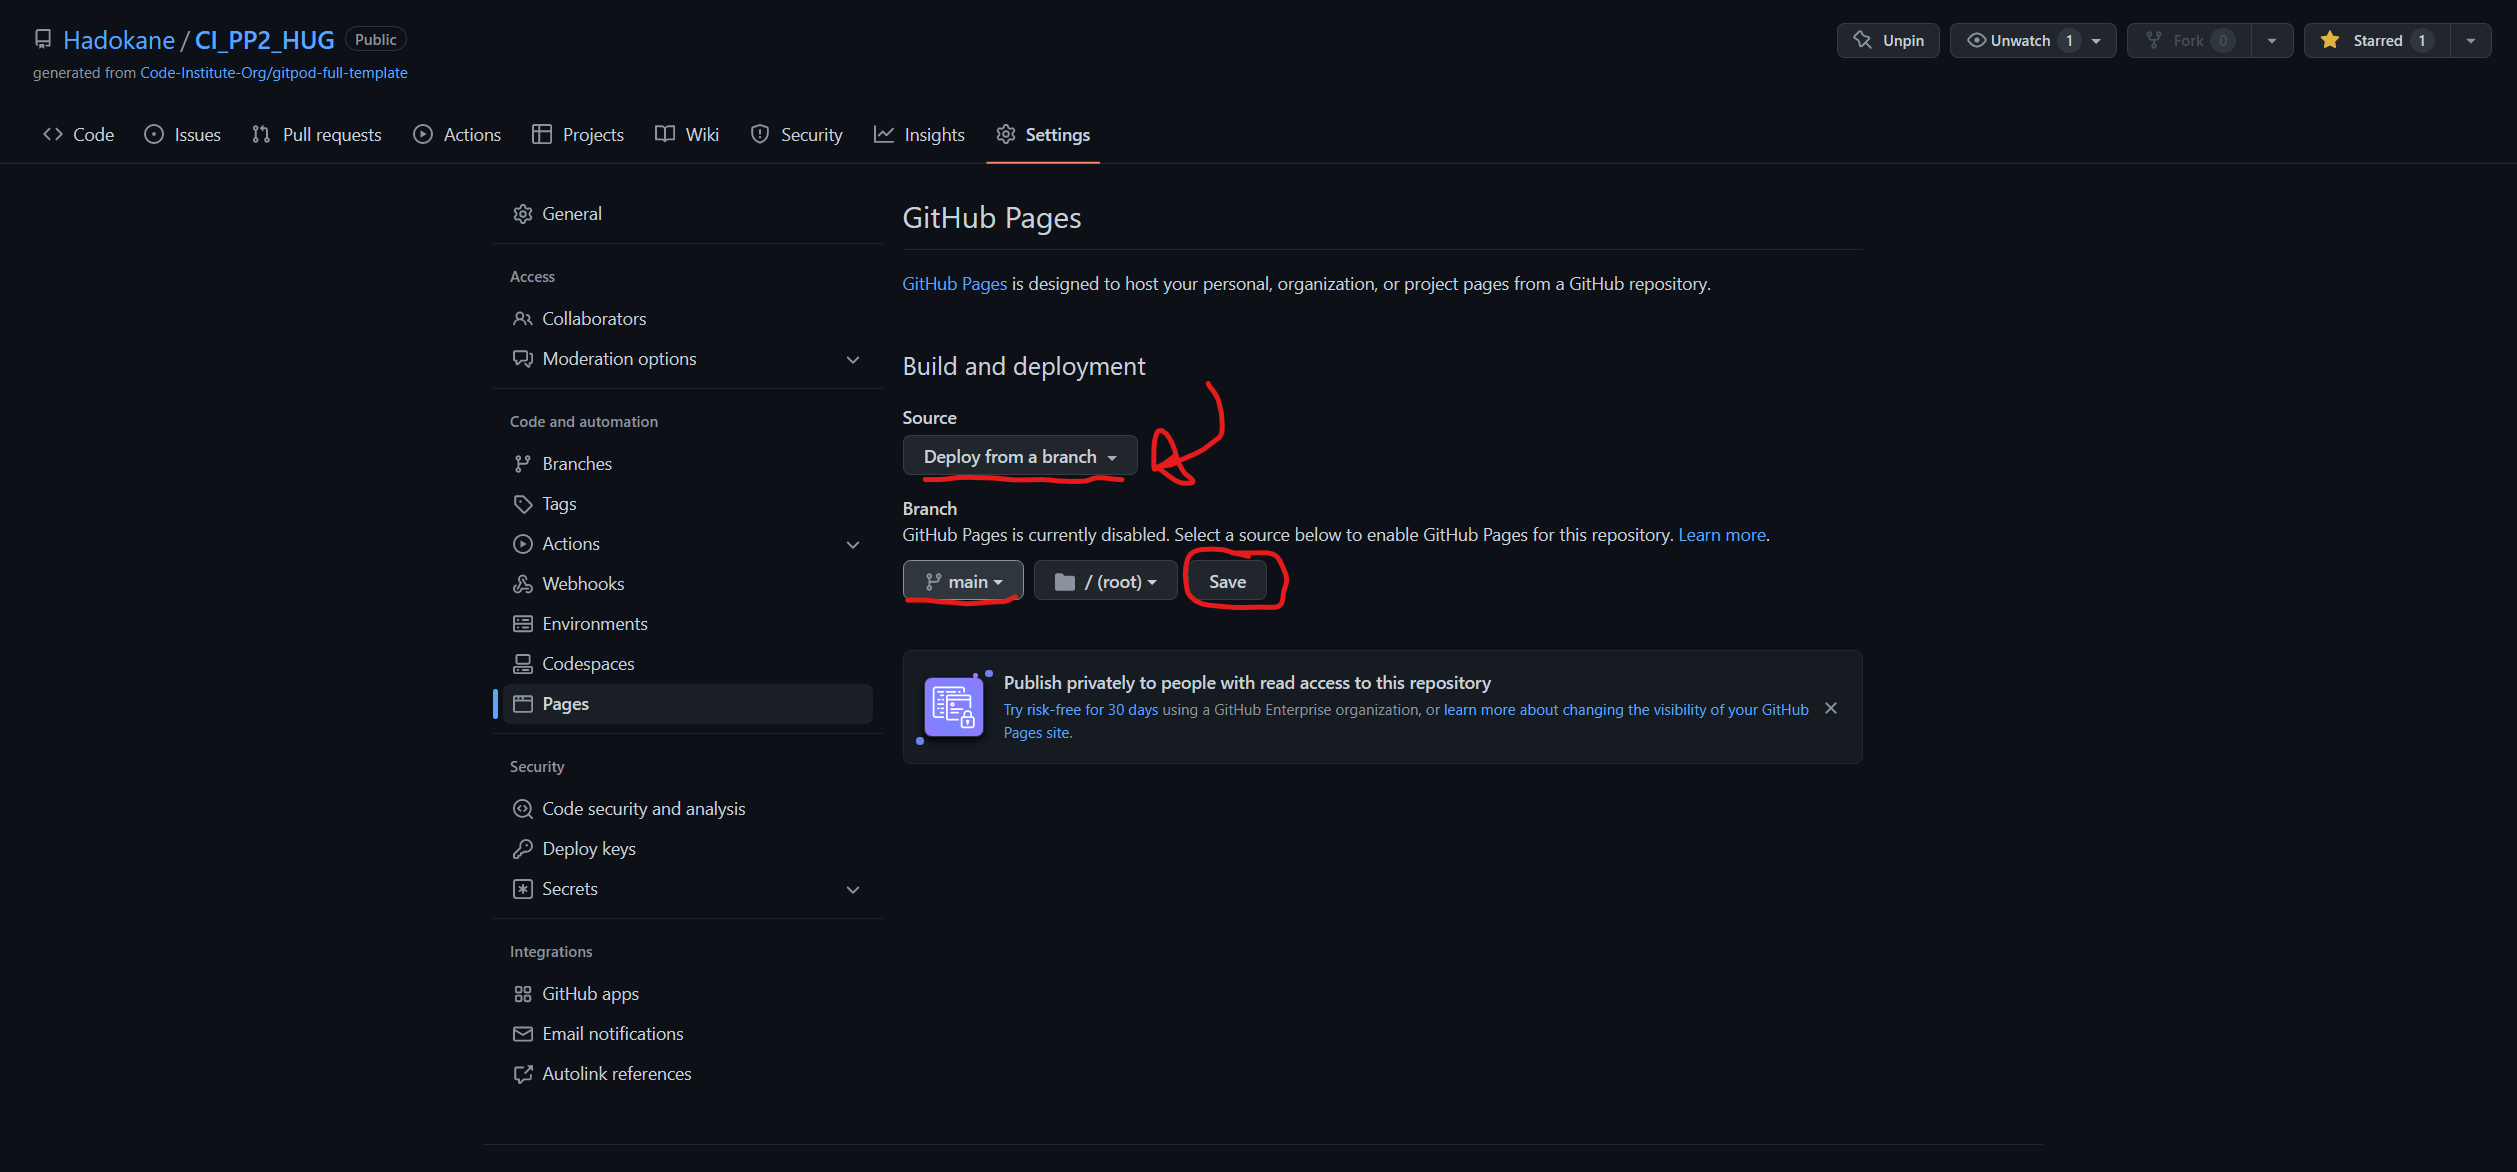 Hadokane / CI_PP2_HUG Public
generated from Code-Institute-Org/gitpod-full-template
Unpin Unwatch 1 Fork 0 Starred 1
Code Issues Pull requests Actions Projects Wiki Security Insights Settings
General
Access
Collaborators
Moderation options
Code and automation
Branches
Tags
Actions
Webhooks
Environments
Codespaces
Pages
Security
Code security and analysis
Deploy keys
Secrets
Integrations
GitHub apps
Email notifications
Autolink references
GitHub Pages
GitHub Pages is designed to host your personal, organization, or project pages from a GitHub repository.
Build and deployment
Source
Deploy from a branch
Branch
GitHub Pages is currently disabled. Select a source below to enable GitHub Pages for this repository. Learn more.
main / (root) Save
Publish privately to people with read access to this repository
Try risk-free for 30 days using a GitHub Enterprise organization, or learn more about changing the visibility of your GitHub
Pages site.